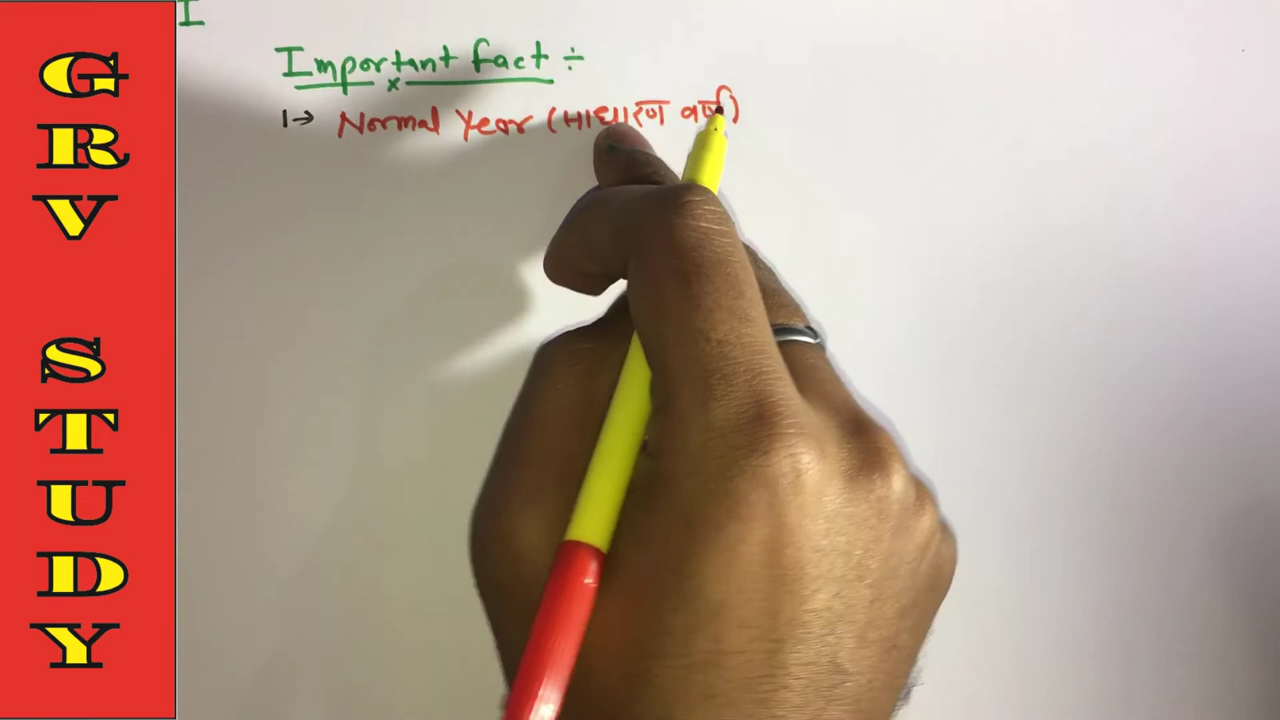 GRV
STUDY
I
Important fact ÷
1→ Normal Year (साधारण वर्ष)